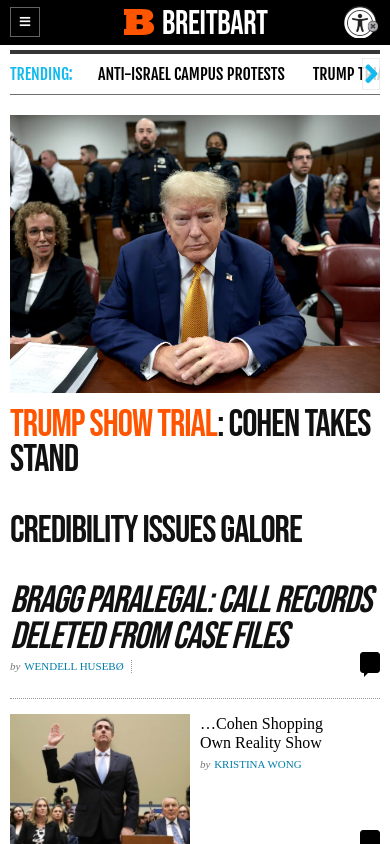 B BREITBART
TRENDING:
ANTI-ISRAEL CAMPUS PROTESTS
TRUMP
TRUMP SHOW TRIAL: COHEN TAKES
STAND
CREDIBILITY ISSUES GALORE
BRAGG PARALEGAL: CALL RECORDS
DELETED FROM CASE FILES
by WENDELL HUSEBØ
…Cohen Shopping
Own Reality Show
by KRISTINA WONG